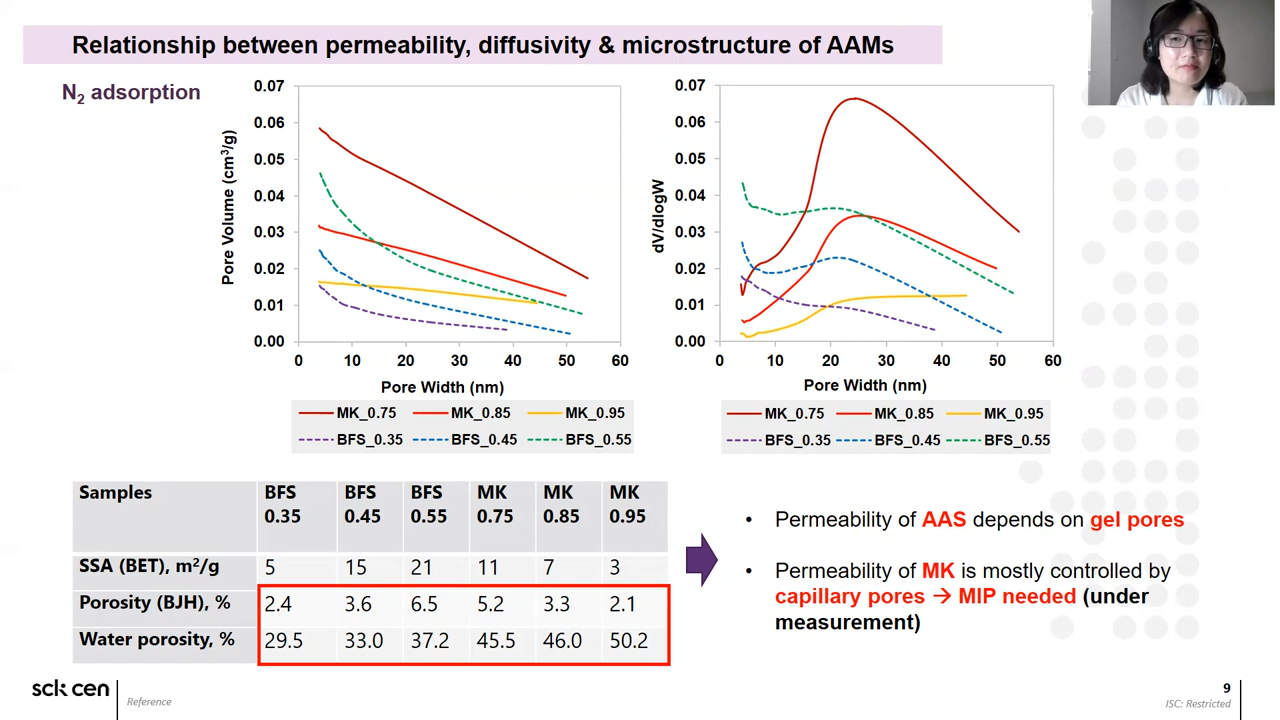 Relationship between permeability, diffusivity & microstructure of AAMs
N2 adsorption
0.07
0.06
0.05
0.04
0.03
0.02
0.01
0.00
Pore Volume (cm³/g)
0 10 20 30 40 50 60
Pore Width (nm)
MK_0.75 MK_0.85 MK_0.95
BFS_0.35 BFS_0.45 BFS_0.55
0.07
0.06
0.05
0.04
0.03
0.02
0.01
0.00
dV/dlogW
0 10 20 30 40 50 60
Pore Width (nm)
MK_0.75 MK_0.85 MK_0.95
BFS_0.35 BFS_0.45 BFS_0.55
Samples BFS 0.35 BFS 0.45 BFS 0.55 MK 0.75 MK 0.85 MK 0.95
SSA (BET), m²/g 5 15 21 11 7 3
Porosity (BJH), % 2.4 3.6 6.5 5.2 3.3 2.1
Water porosity, % 29.5 33.0 37.2 45.5 46.0 50.2
• Permeability of AAS depends on gel pores
• Permeability of MK is mostly controlled by
capillary pores → MIP needed (under
measurement)
sck cen
Reference
9
ISC: Restricted